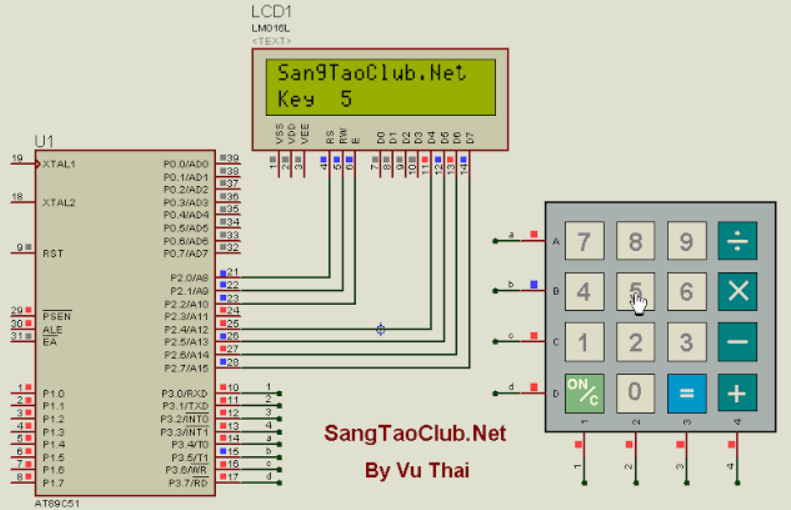 LCD1
LM016L
<TEXT>
SangTaoClub.Net
Key 5
VSS
VDD
VEE
RS
RW
E
D0
D1
D2
D3
D4
D5
D6
D7
1
2
3
4
5
6
7
8
9
10
11
12
13
14
U1
19 XTAL1
18 XTAL2
9 RST
29 PSEN
30 ALE
31 EA
1 P1.0
2 P1.1
3 P1.2
4 P1.3
5 P1.4
6 P1.5
7 P1.6
8 P1.7
P0.0/AD0 39
P0.1/AD1 38
P0.2/AD2 37
P0.3/AD3 36
P0.4/AD4 35
P0.5/AD5 34
P0.6/AD6 33
P0.7/AD7 32
P2.0/A8 21
P2.1/A9 22
P2.2/A10 23
P2.3/A11 24
P2.4/A12 25
P2.5/A13 26
P2.6/A14 27
P2.7/A15 28
P3.0/RXD 10 1
P3.1/TXD 11 2
P3.2/INT0 12 3
P3.3/INT1 13 4
P3.4/T0 14 a
P3.5/T1 15 b
P3.6/WR 16 c
P3.7/RD 17 d
AT89C51
SangTaoClub.Net
By Vu Thai
a A 7 8 9 ÷
b B 4 5 6 ×
c C 1 2 3 −
d D ON/C 0 = +
1 2 3 4
1 2 3 4